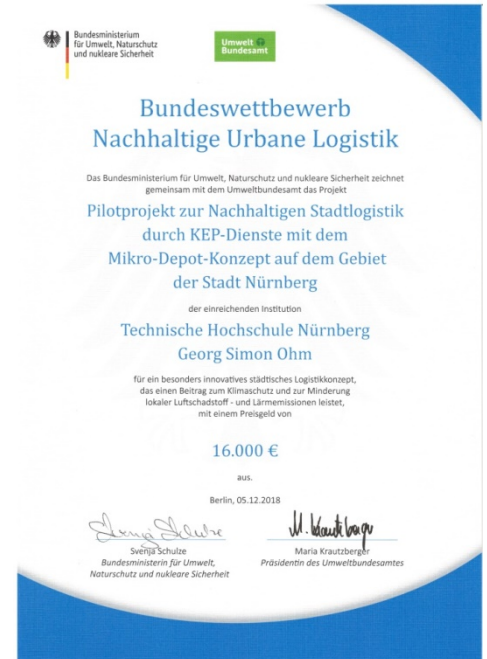 Bundesministerium
für Umwelt, Naturschutz
und nukleare Sicherheit
Umwelt
Bundesamt
Bundeswettbewerb
Nachhaltige Urbane Logistik
Das Bundesministerium für Umwelt, Naturschutz und nukleare Sicherheit zeichnet
gemeinsam mit dem Umweltbundesamt das Projekt
Pilotprojekt zur Nachhaltigen Stadtlogistik
durch KEP-Dienste mit dem
Mikro-Depot-Konzept auf dem Gebiet
der Stadt Nürnberg
der einreichenden Institution
Technische Hochschule Nürnberg
Georg Simon Ohm
für ein besonders innovatives städtisches Logistikkonzept,
das einen Beitrag zum Klimaschutz und zur Minderung
lokaler Luftschadstoff - und Lärmemissionen leistet,
mit einem Preisgeld von
16.000 €
aus.
Berlin, 05.12.2018
Svenja Schulze
M. Krautzberger
Svenja Schulze
Bundesministerin für Umwelt,
Naturschutz und nukleare Sicherheit
Maria Krautzberger
Präsidentin des Umweltbundesamtes